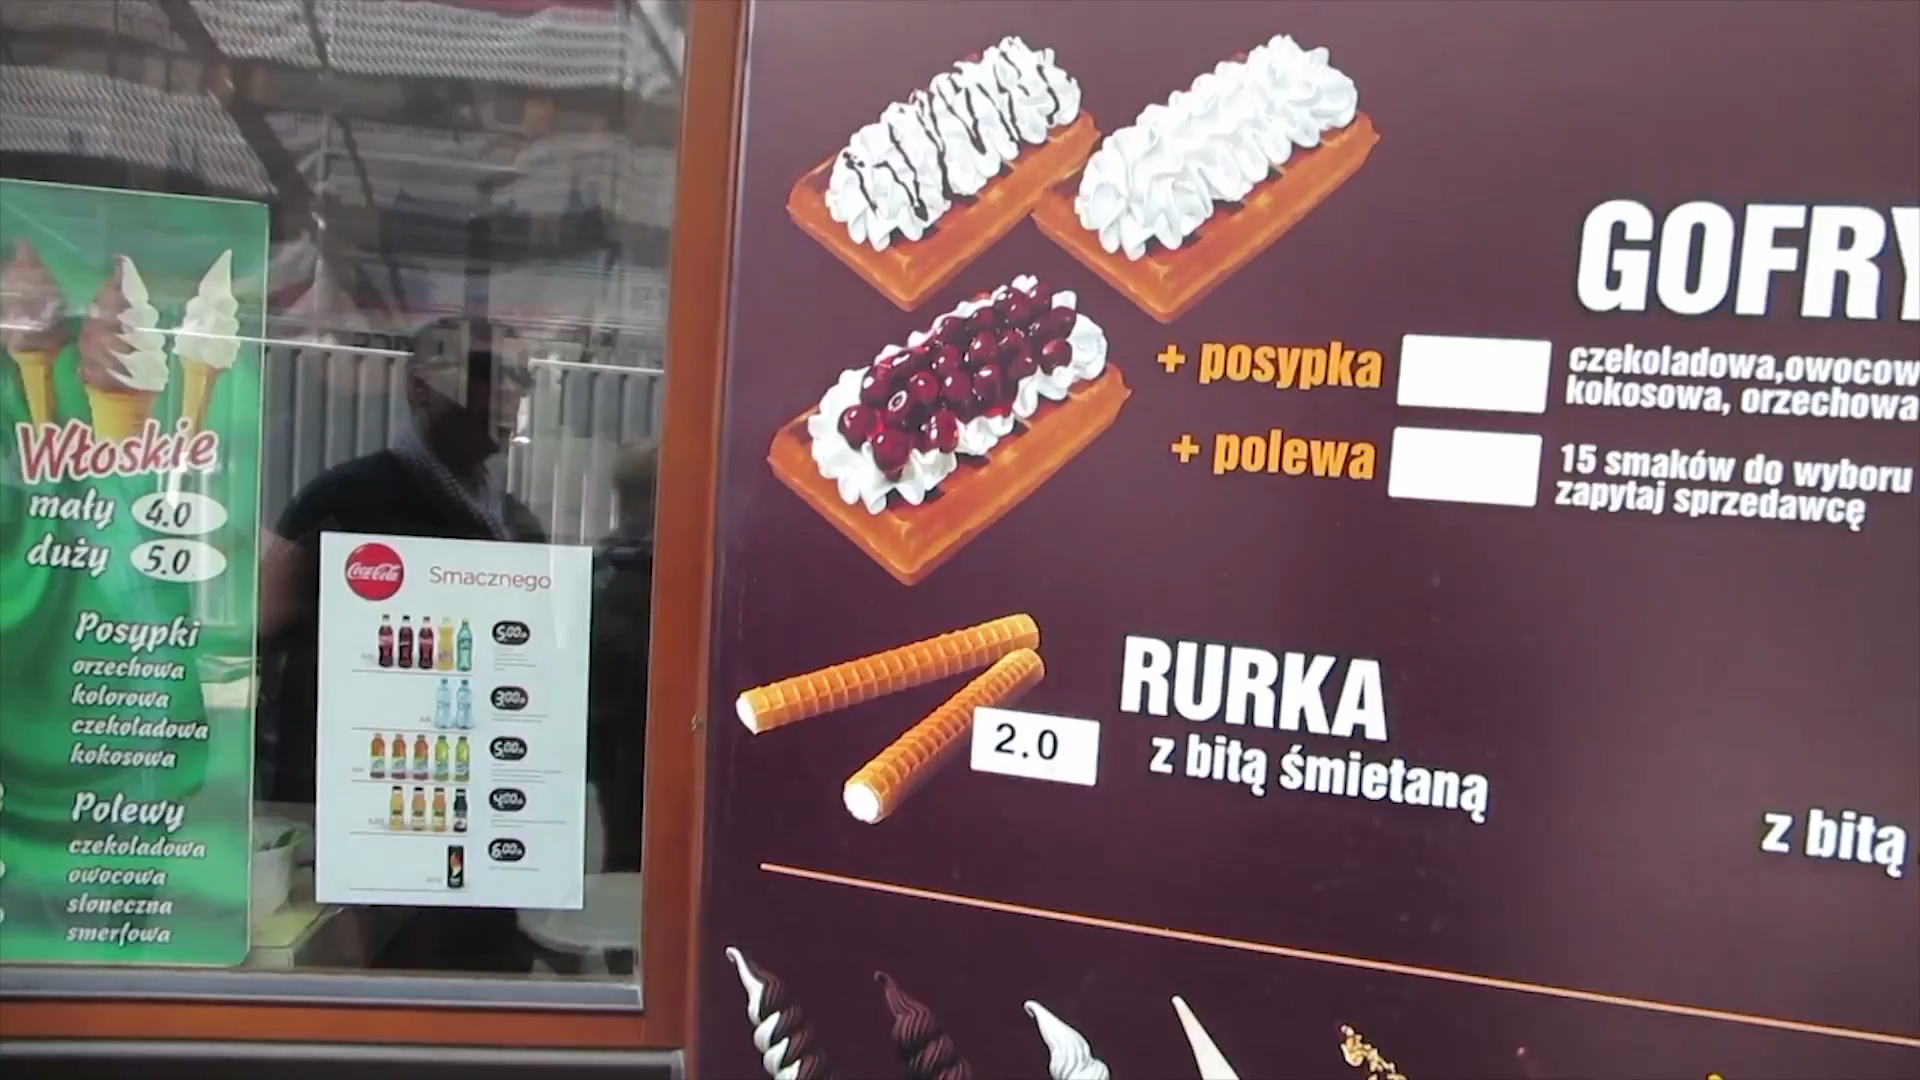 Włoskie
mały 4.0
duży 5.0
Posypki
orzechowa
kolorowa
czekoladowa
kokosowa
Polewy
czekoladowa
owocowa
słoneczna
smerfowa
Coca-Cola
Smacznego
5,00
3,00
5,00
4,00
6,00
GOFRY
+ posypka
czekoladowa,owocow
kokosowa, orzechowa
+ polewa
15 smaków do wyboru
zapytaj sprzedawcę
RURKA
2.0
z bitą śmietaną
z bitą